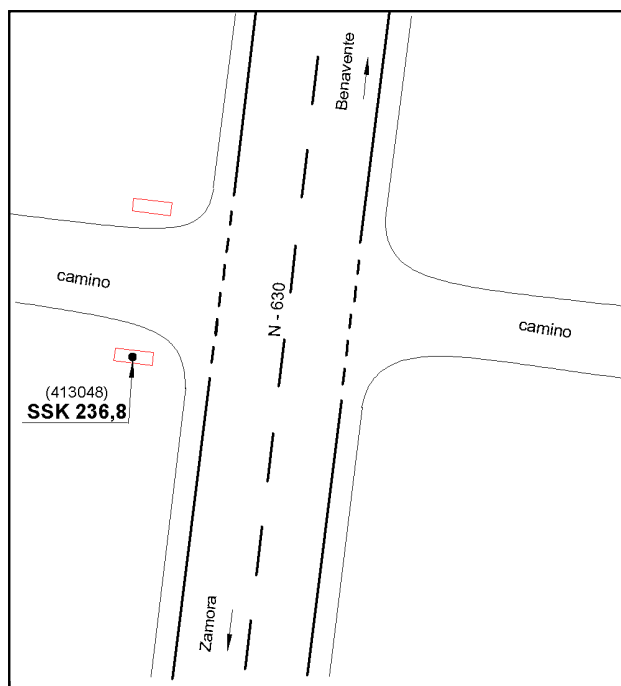 Benavente
camino
N - 630
camino
(413048)
SSK 236,8
Zamora